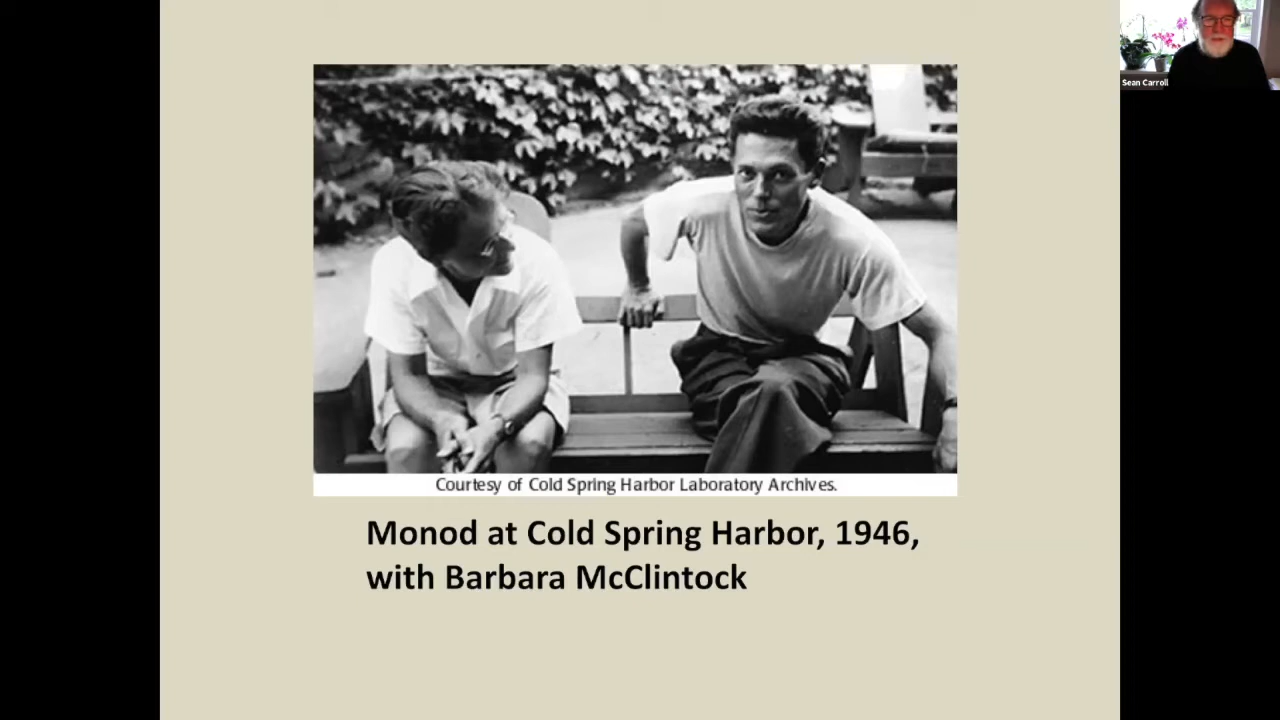 Sean Carroll
Courtesy of Cold Spring Harbor Laboratory Archives.
Monod at Cold Spring Harbor, 1946,
with Barbara McClintock